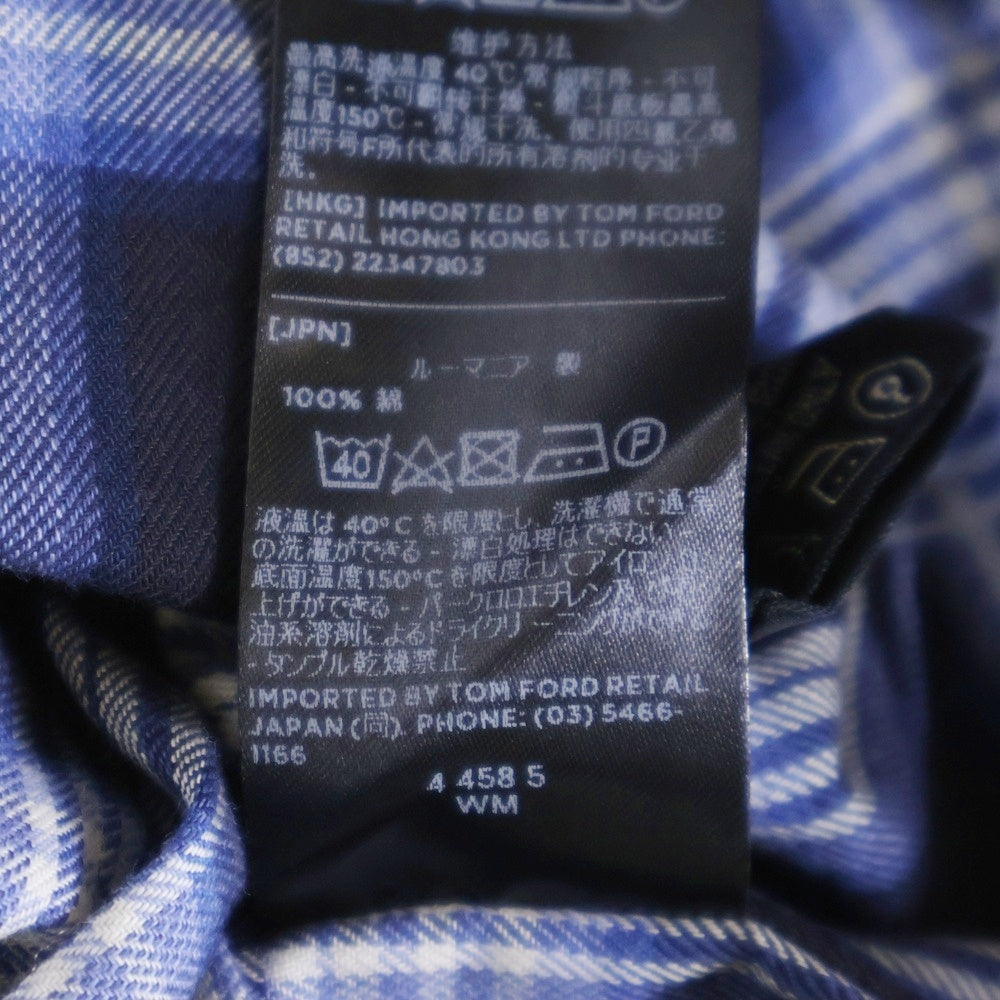 维护方法
最高洗涤温度 40℃常规程序 - 不可
漂白 - 不可翻转干燥 - 熨斗底板最高
温度150℃ - 常规干洗，使用四氯乙烯
和符号F所代表的所有溶剂的专业干
洗.
[HKG] IMPORTED BY TOM FORD
RETAIL HONG KONG LTD PHONE:
(852) 22347803
[JPN]
ルーマニア 製
100% 綿
40 P
液温は 40°C を限度とし、洗濯機で通常
の洗濯ができる - 漂白処理はできない
底面温度150°C を限度としてアイロン
上げができる - パークロロエチレン及び石
油系溶剤によるドライクリーニングができる
- タンブル乾燥禁止
IMPORTED BY TOM FORD RETAIL
JAPAN (同). PHONE: (03) 5466-
1166
4 458 5
WM
P